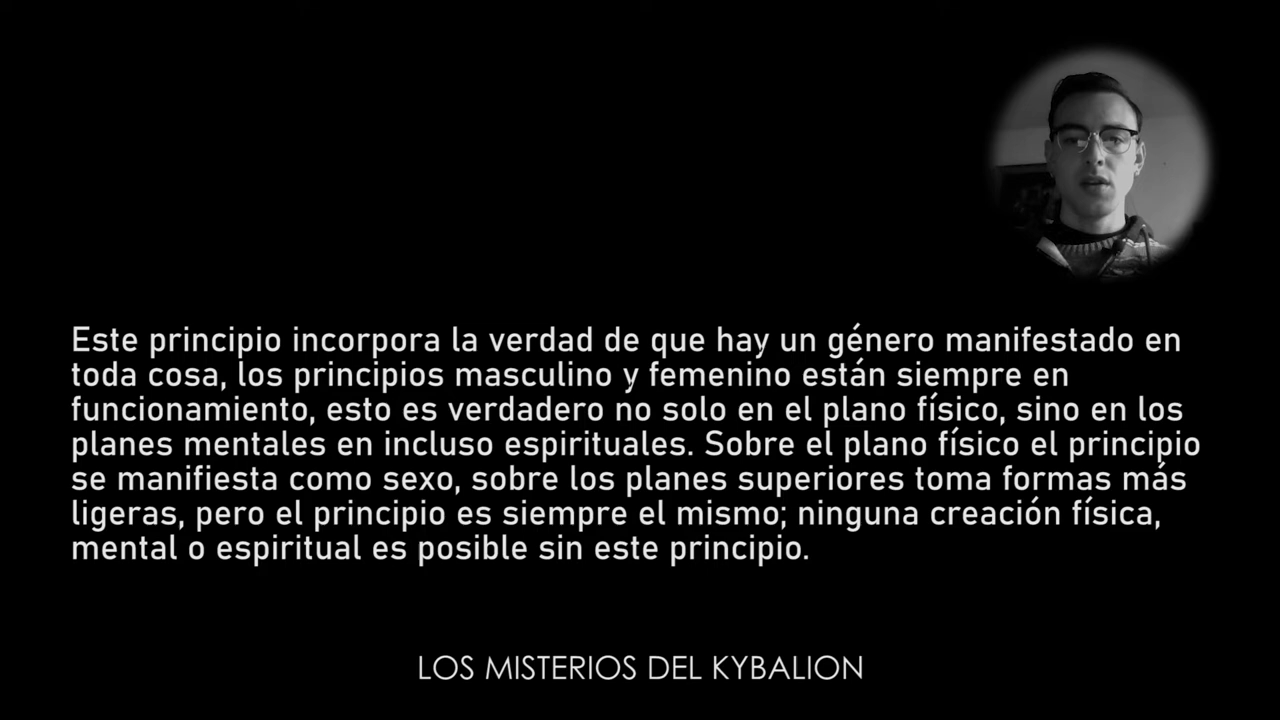 Este principio incorpora la verdad de que hay un género manifestado en
toda cosa, los principios masculino y femenino están siempre en
funcionamiento, esto es verdadero no solo en el plano físico, sino en los
planes mentales en incluso espirituales. Sobre el plano físico el principio
se manifiesta como sexo, sobre los planes superiores toma formas más
ligeras, pero el principio es siempre el mismo; ninguna creación física,
mental o espiritual es posible sin este principio.
LOS MISTERIOS DEL KYBALION